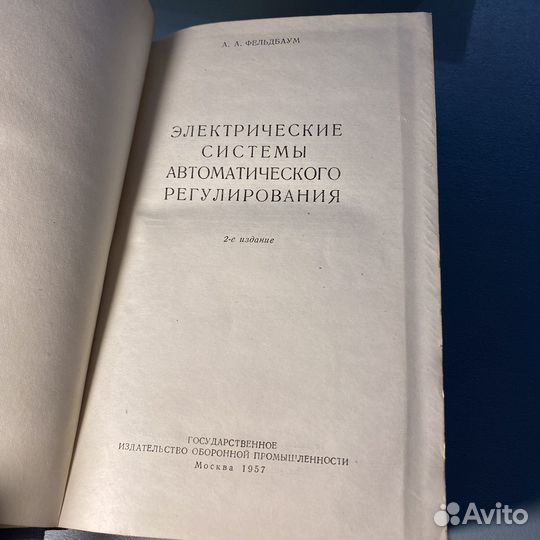 А. А. ФЕЛЬДБАУМ
ЭЛЕКТРИЧЕСКИЕ
СИСТЕМЫ
АВТОМАТИЧЕСКОГО
РЕГУЛИРОВАНИЯ
2-е издание
ГОСУДАРСТВЕННОЕ
ИЗДАТЕЛЬСТВО ОБОРОННОЙ ПРОМЫШЛЕННОСТИ
Москва 1957
Avito